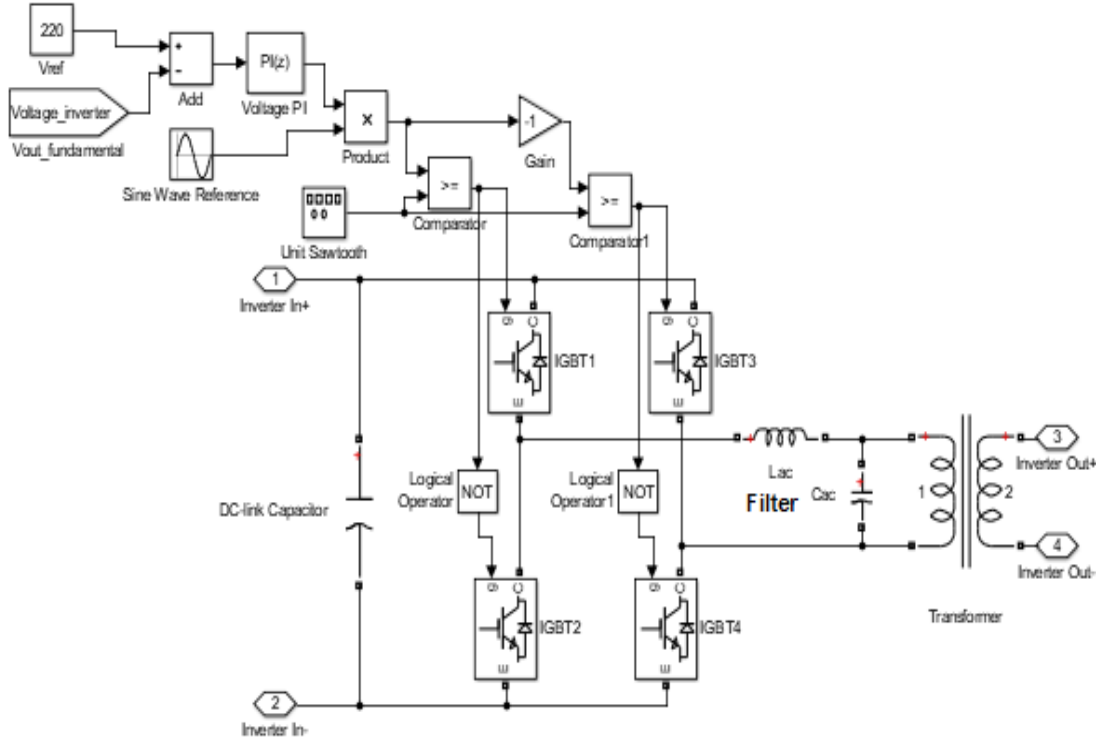 220
Vref
+
−
Add
PI(z)
Voltage PI
Voltage_inverter
Vout_fundamental
Sine Wave Reference
×
Product
-1
Gain
>=
Comparator
>=
Comparator1
Unit Sawtooth
1
Inverter In+
g
C
E
IGBT1
g
C
E
IGBT3
DC-link Capacitor
Logical
Operator
NOT
Logical
Operator1
NOT
+
+
Lac
Filter
+
Cac
+
1
+
2
3
Inverter Out+
4
Inverter Out-
Transformer
g
C
E
IGBT2
g
C
E
IGBT4
2
Inverter In-